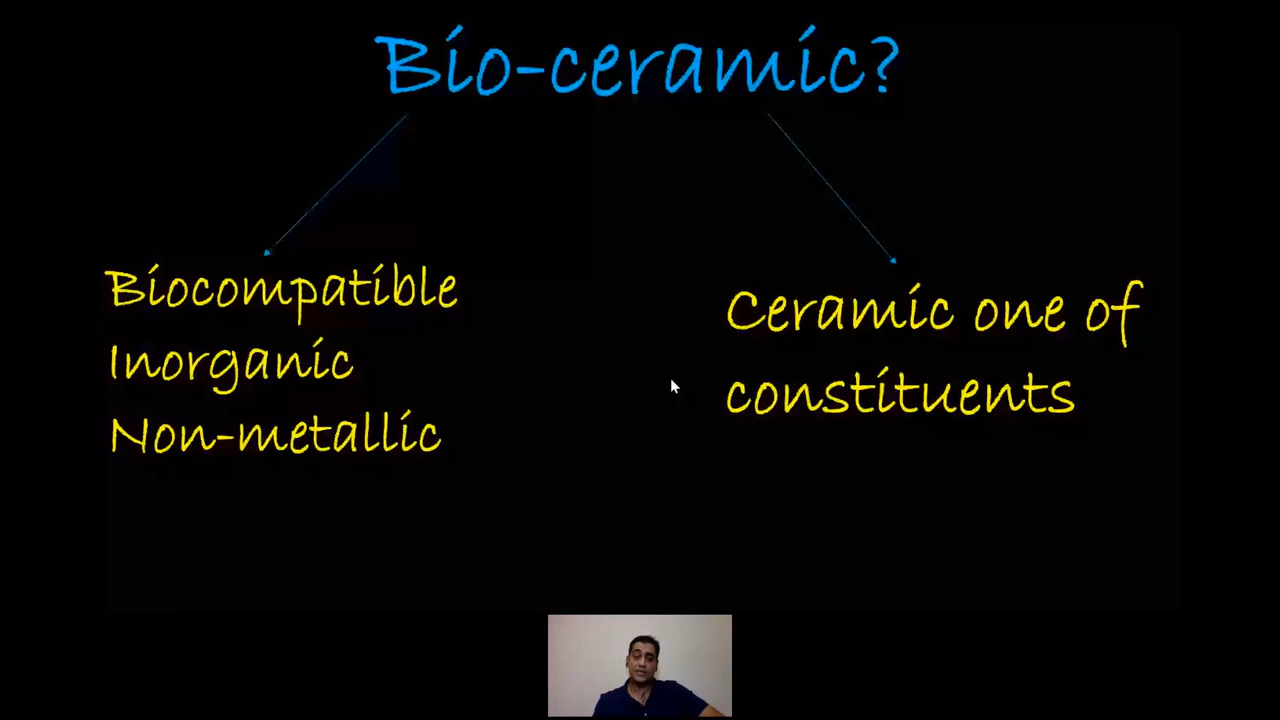 Bio-ceramic?
Biocompatible
Inorganic
Non-metallic
Ceramic one of
constituents